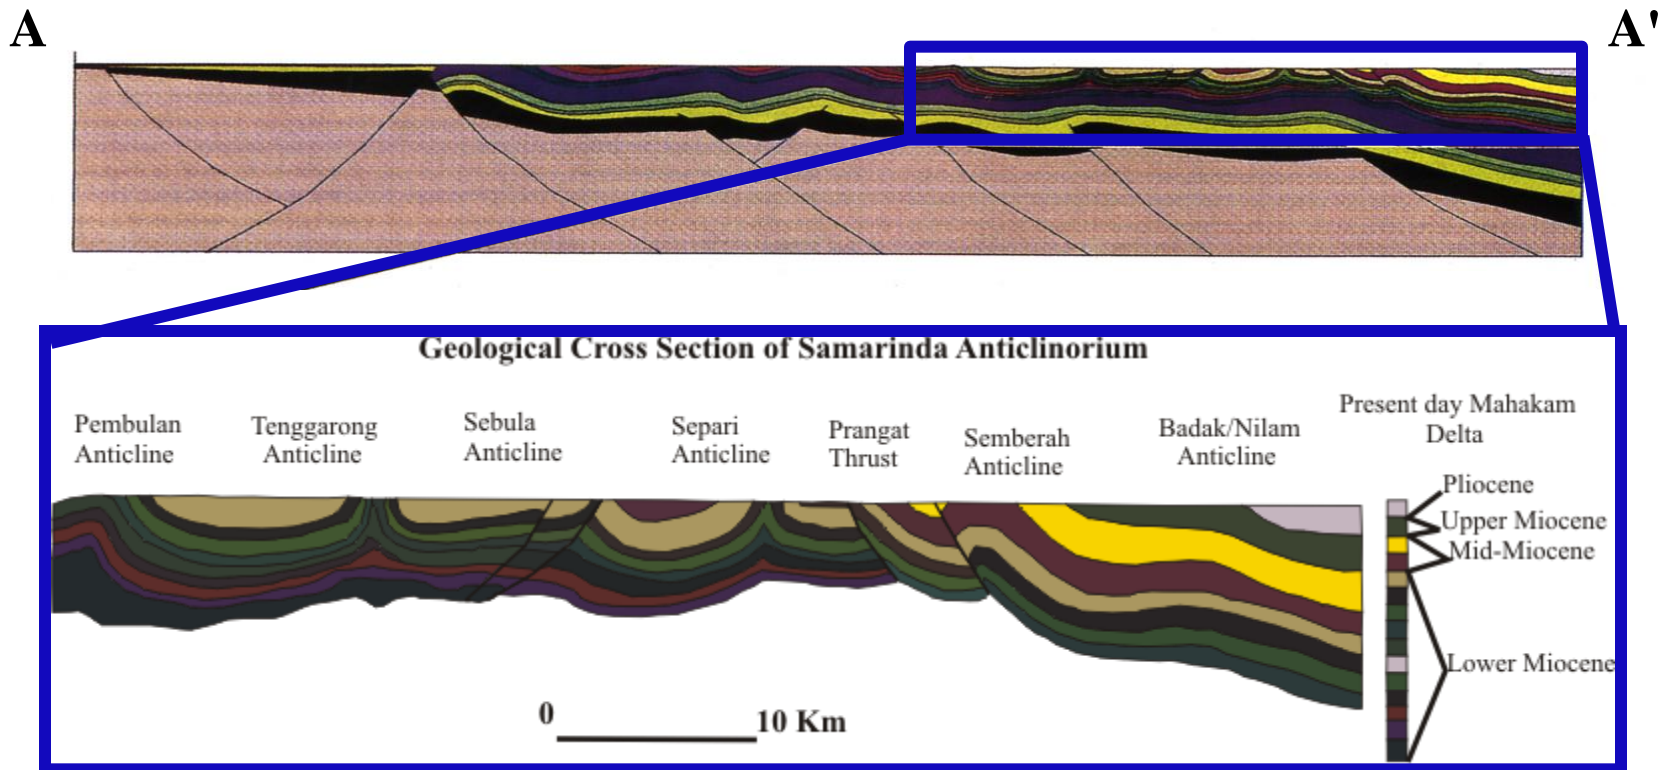 A
A'
Geological Cross Section of Samarinda Anticlinorium
Pembulan
Anticline
Tenggarong
Anticline
Sebula
Anticline
Separi
Anticline
Prangat
Thrust
Semberah
Anticline
Badak/Nilam
Anticline
Present day Mahakam
Delta
Pliocene
Upper Miocene
Mid-Miocene
Lower Miocene
0
10 Km